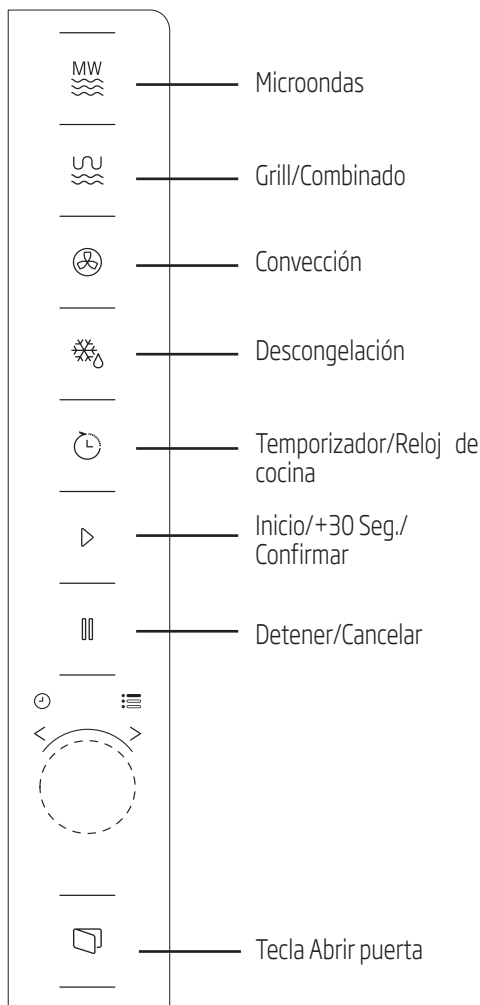 MW
Microondas
Grill/Combinado
Convección
Descongelación
Temporizador/Reloj de
cocina
Inicio/+30 Seg./
Confirmar
Detener/Cancelar
Tecla Abrir puerta